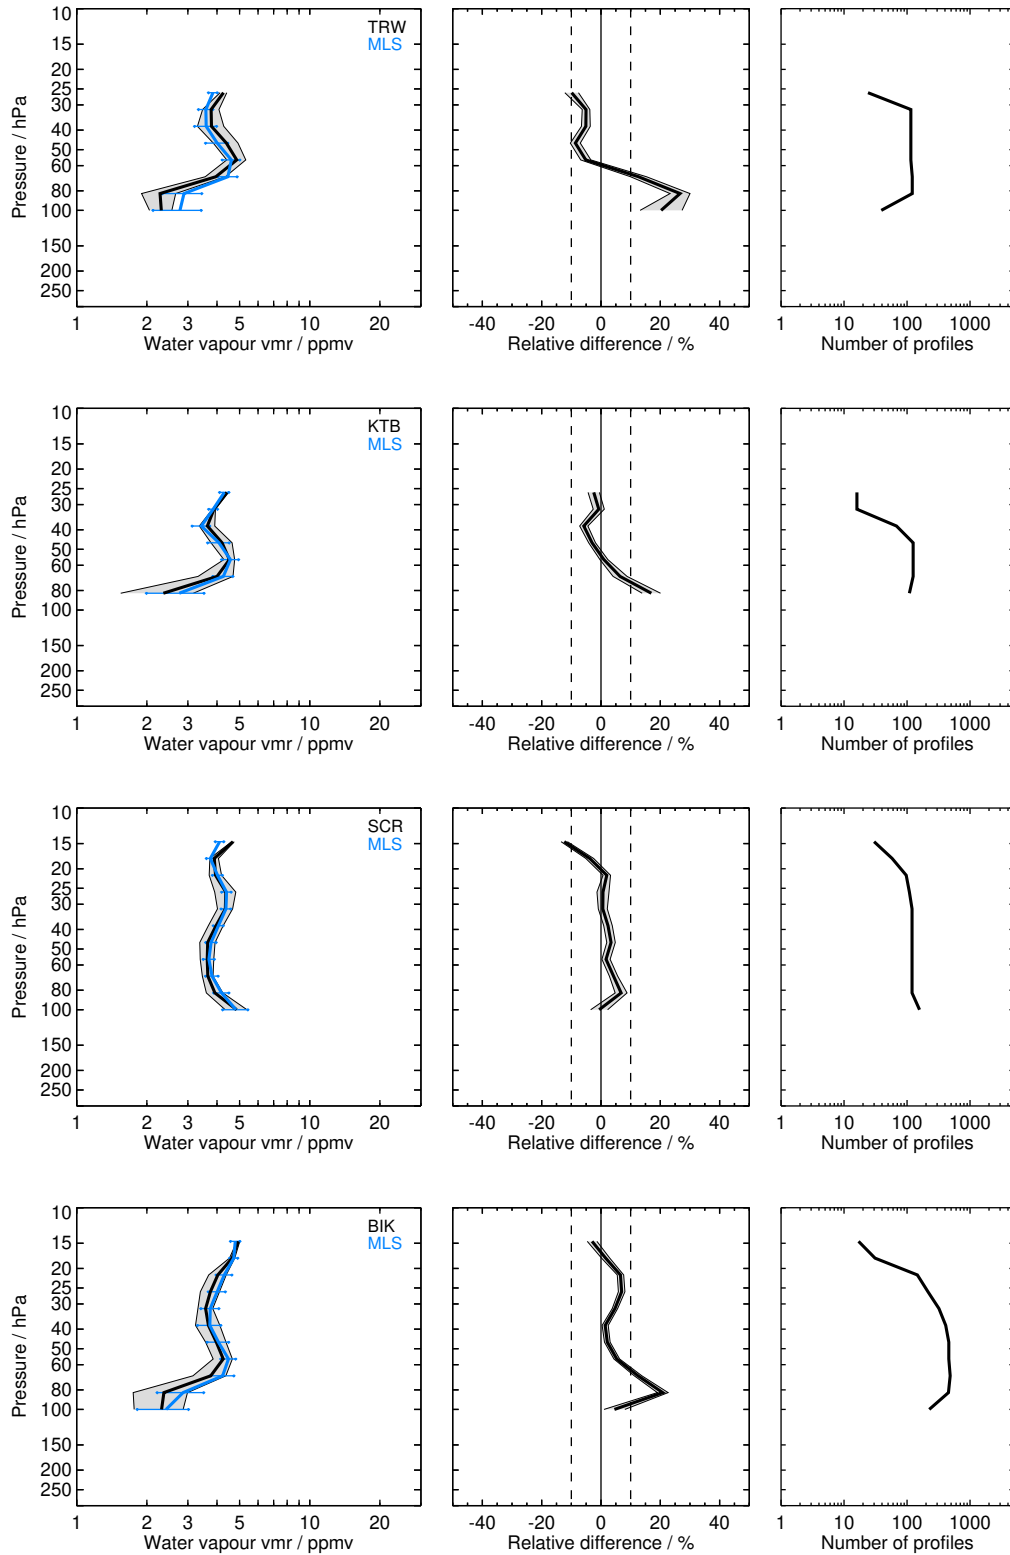 TRW
MLS
10
15
20
25
30
40
50
60
80
100
150
200
250
Pressure / hPa
1 2 3 5 10 20
Water vapour vmr / ppmv
-40 -20 0 20 40
Relative difference / %
1 10 100 1000
Number of profiles
KTB
MLS
10
15
20
25
30
40
50
60
80
100
150
200
250
Pressure / hPa
1 2 3 5 10 20
Water vapour vmr / ppmv
-40 -20 0 20 40
Relative difference / %
1 10 100 1000
Number of profiles
SCR
MLS
10
15
20
25
30
40
50
60
80
100
150
200
250
Pressure / hPa
1 2 3 5 10 20
Water vapour vmr / ppmv
-40 -20 0 20 40
Relative difference / %
1 10 100 1000
Number of profiles
BIK
MLS
10
15
20
25
30
40
50
60
80
100
150
200
250
Pressure / hPa
1 2 3 5 10 20
Water vapour vmr / ppmv
-40 -20 0 20 40
Relative difference / %
1 10 100 1000
Number of profiles